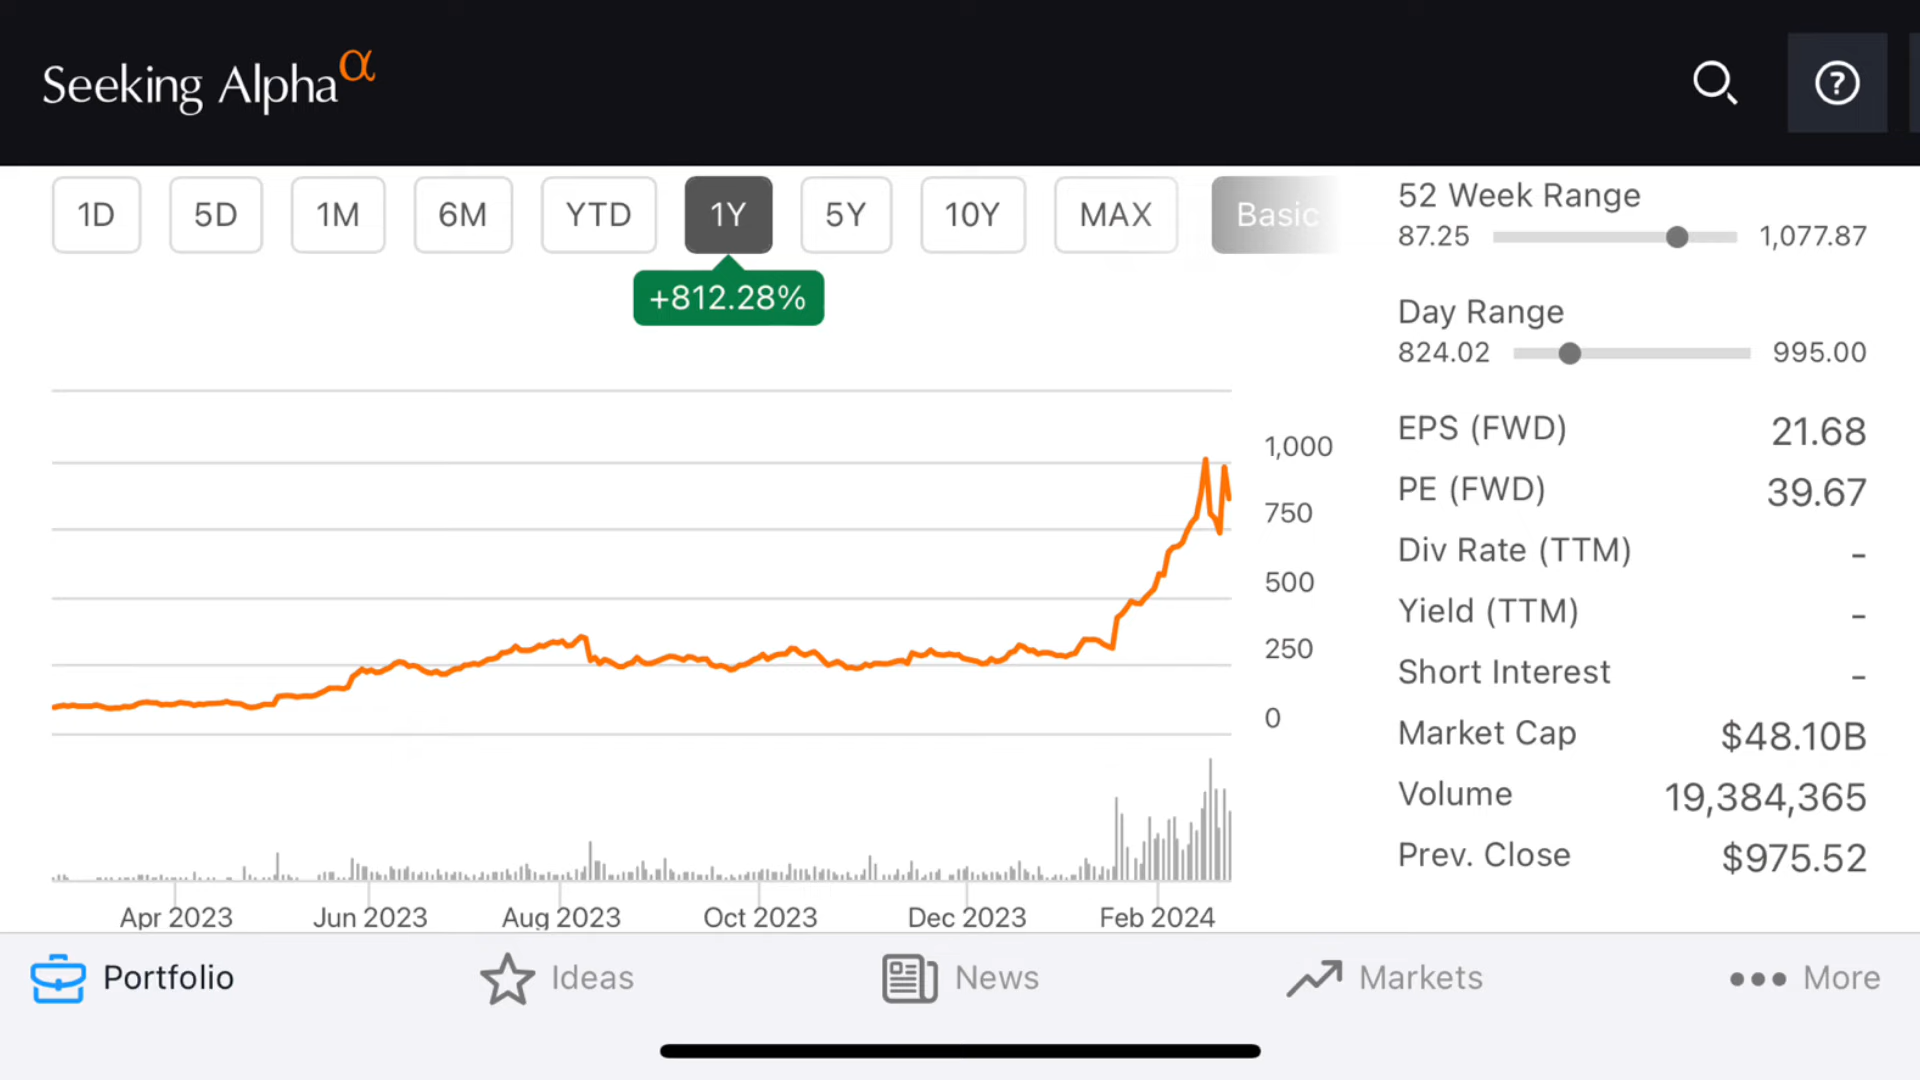 Seeking Alpha α
1D 5D 1M 6M YTD 1Y 5Y 10Y MAX Basic
+812.28%
1,000
750
500
250
0
Apr 2023 Jun 2023 Aug 2023 Oct 2023 Dec 2023 Feb 2024
52 Week Range
87.25 1,077.87
Day Range
824.02 995.00
EPS (FWD) 21.68
PE (FWD) 39.67
Div Rate (TTM) -
Yield (TTM) -
Short Interest -
Market Cap $48.10B
Volume 19,384,365
Prev. Close $975.52
Portfolio Ideas News Markets More